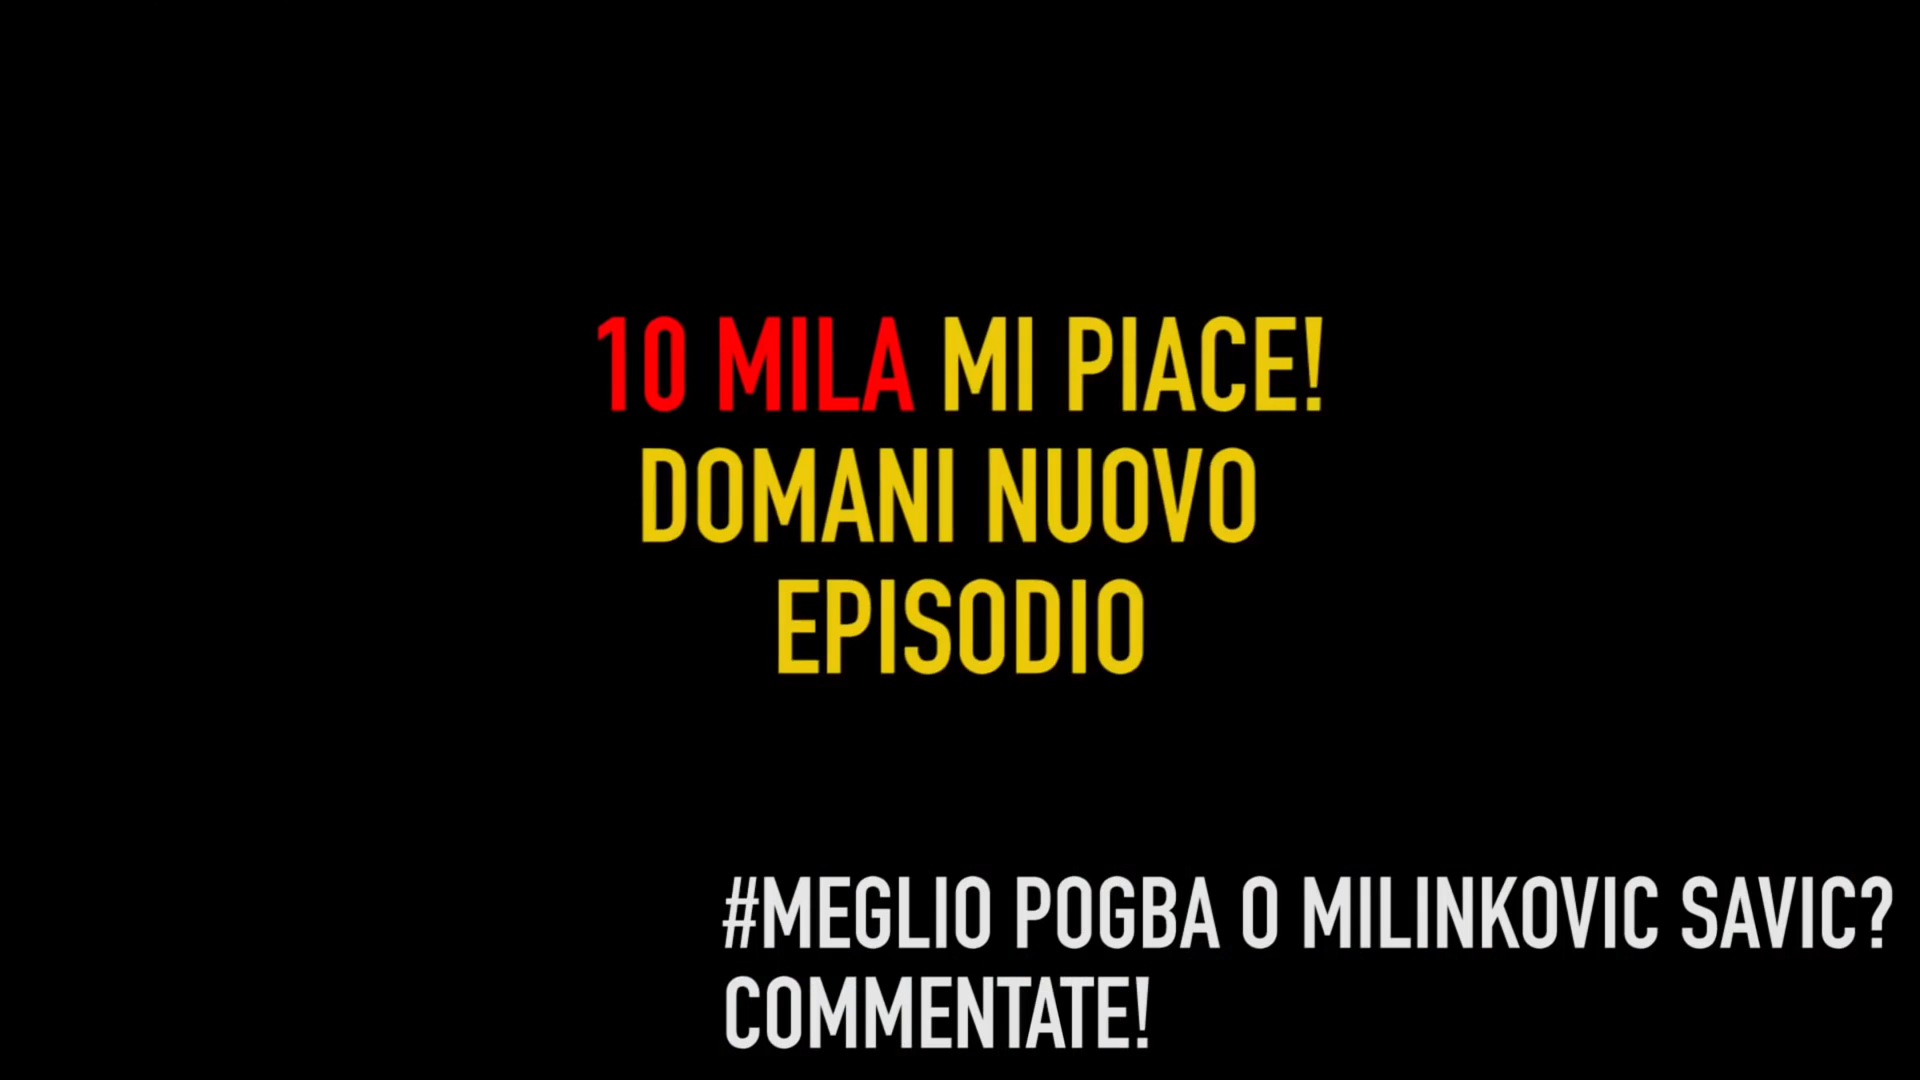 10 MILA MI PIACE!
DOMANI NUOVO
EPISODIO
#MEGLIO POGBA O MILINKOVIC SAVIC?
COMMENTATE!